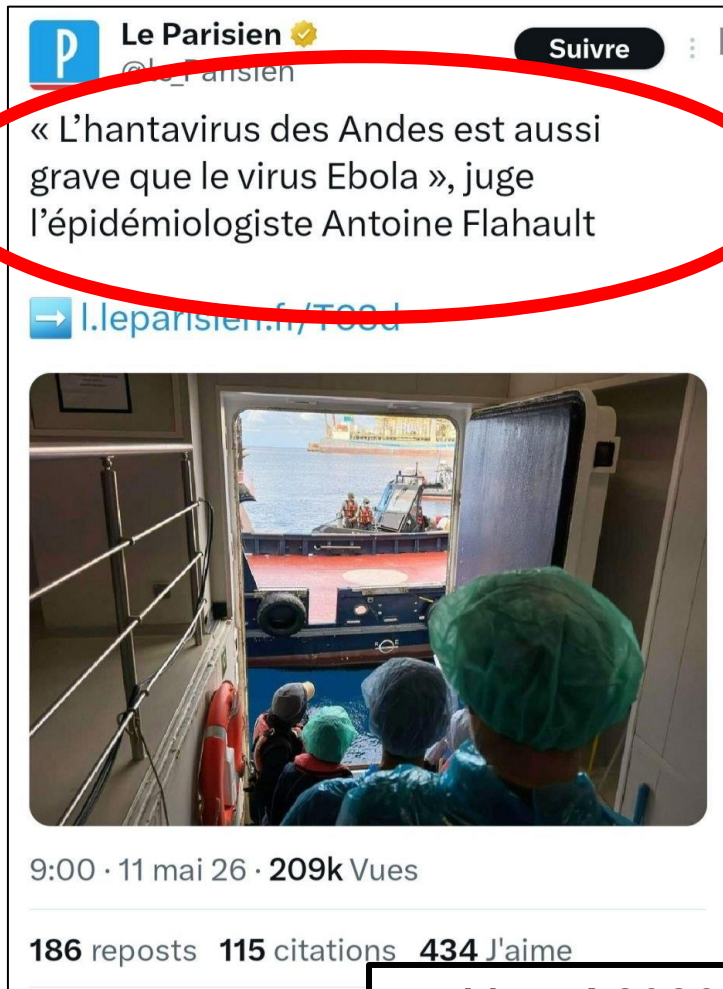 Le Parisien
@le_Parisien
Suivre
« L'hantavirus des Andes est aussi
grave que le virus Ebola », juge
l'épidémiologiste Antoine Flahault
9:00 · 11 mai 26 · 209k Vues
186 reposts 115 citations 434 J'aime